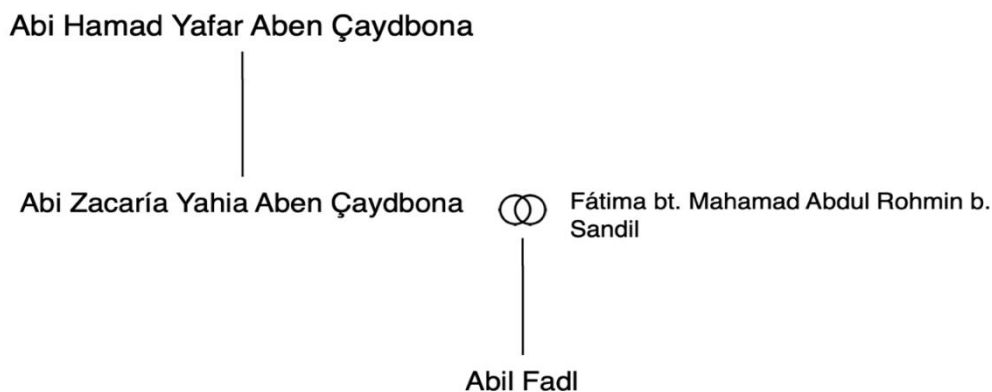 Abi Hamad Yafar Aben Çaydbona
Abi Zacaría Yahia Aben Çaydbona
Fátima bt. Mahamad Abdul Rohmin b.
Sandil
Abil Fadl